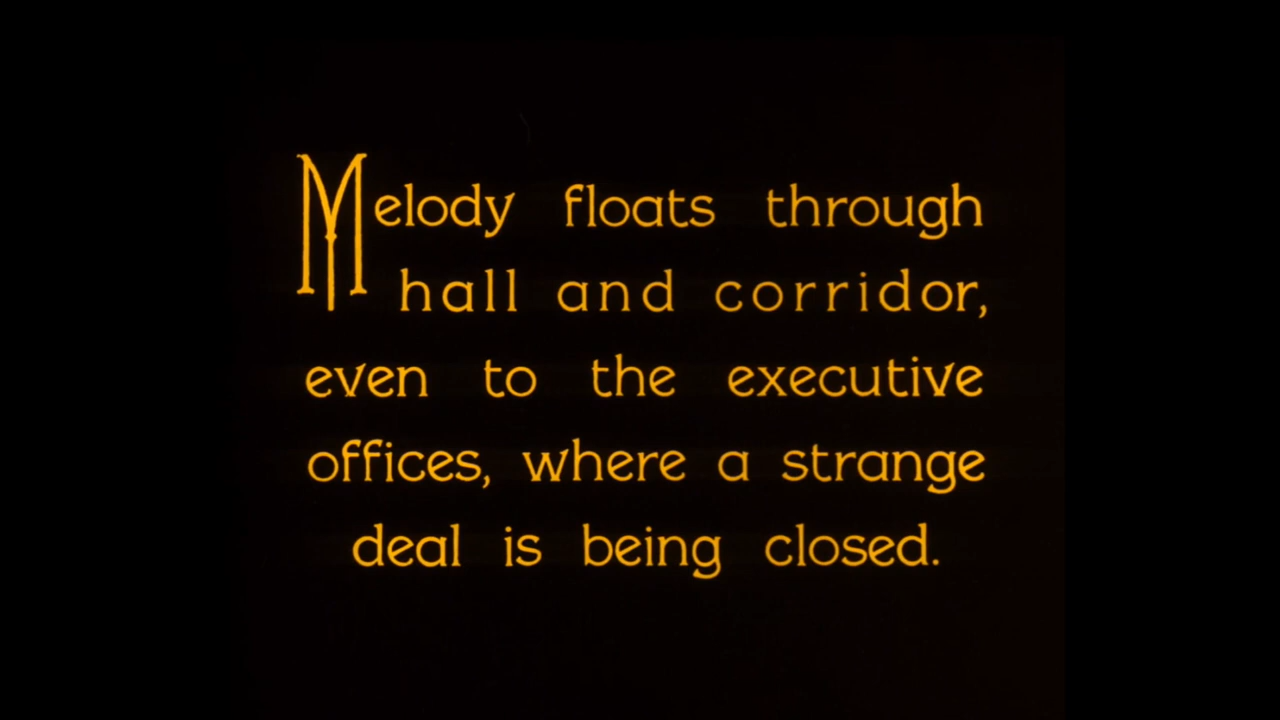 Melody floats through
hall and corridor,
even to the executive
offices, where a strange
deal is being closed.